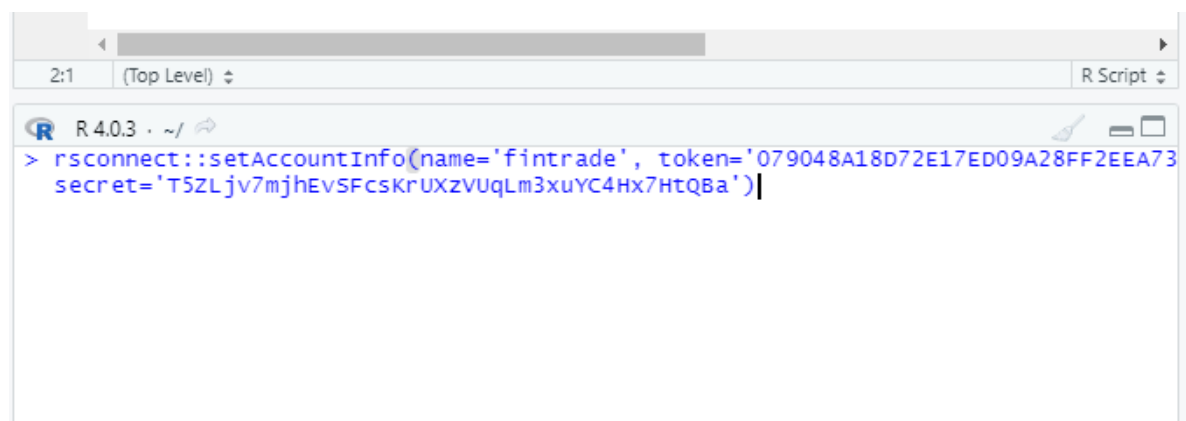 2:1 (Top Level) R Script
R 4.0.3 · ~/
> rsconnect::setAccountInfo(name='fintrade', token='079048A18D72E17ED09A28FF2EEA73
secret='T5ZLjv7mjhEvSFcsKrUXzVUqLm3xuYC4Hx7HtQBa')